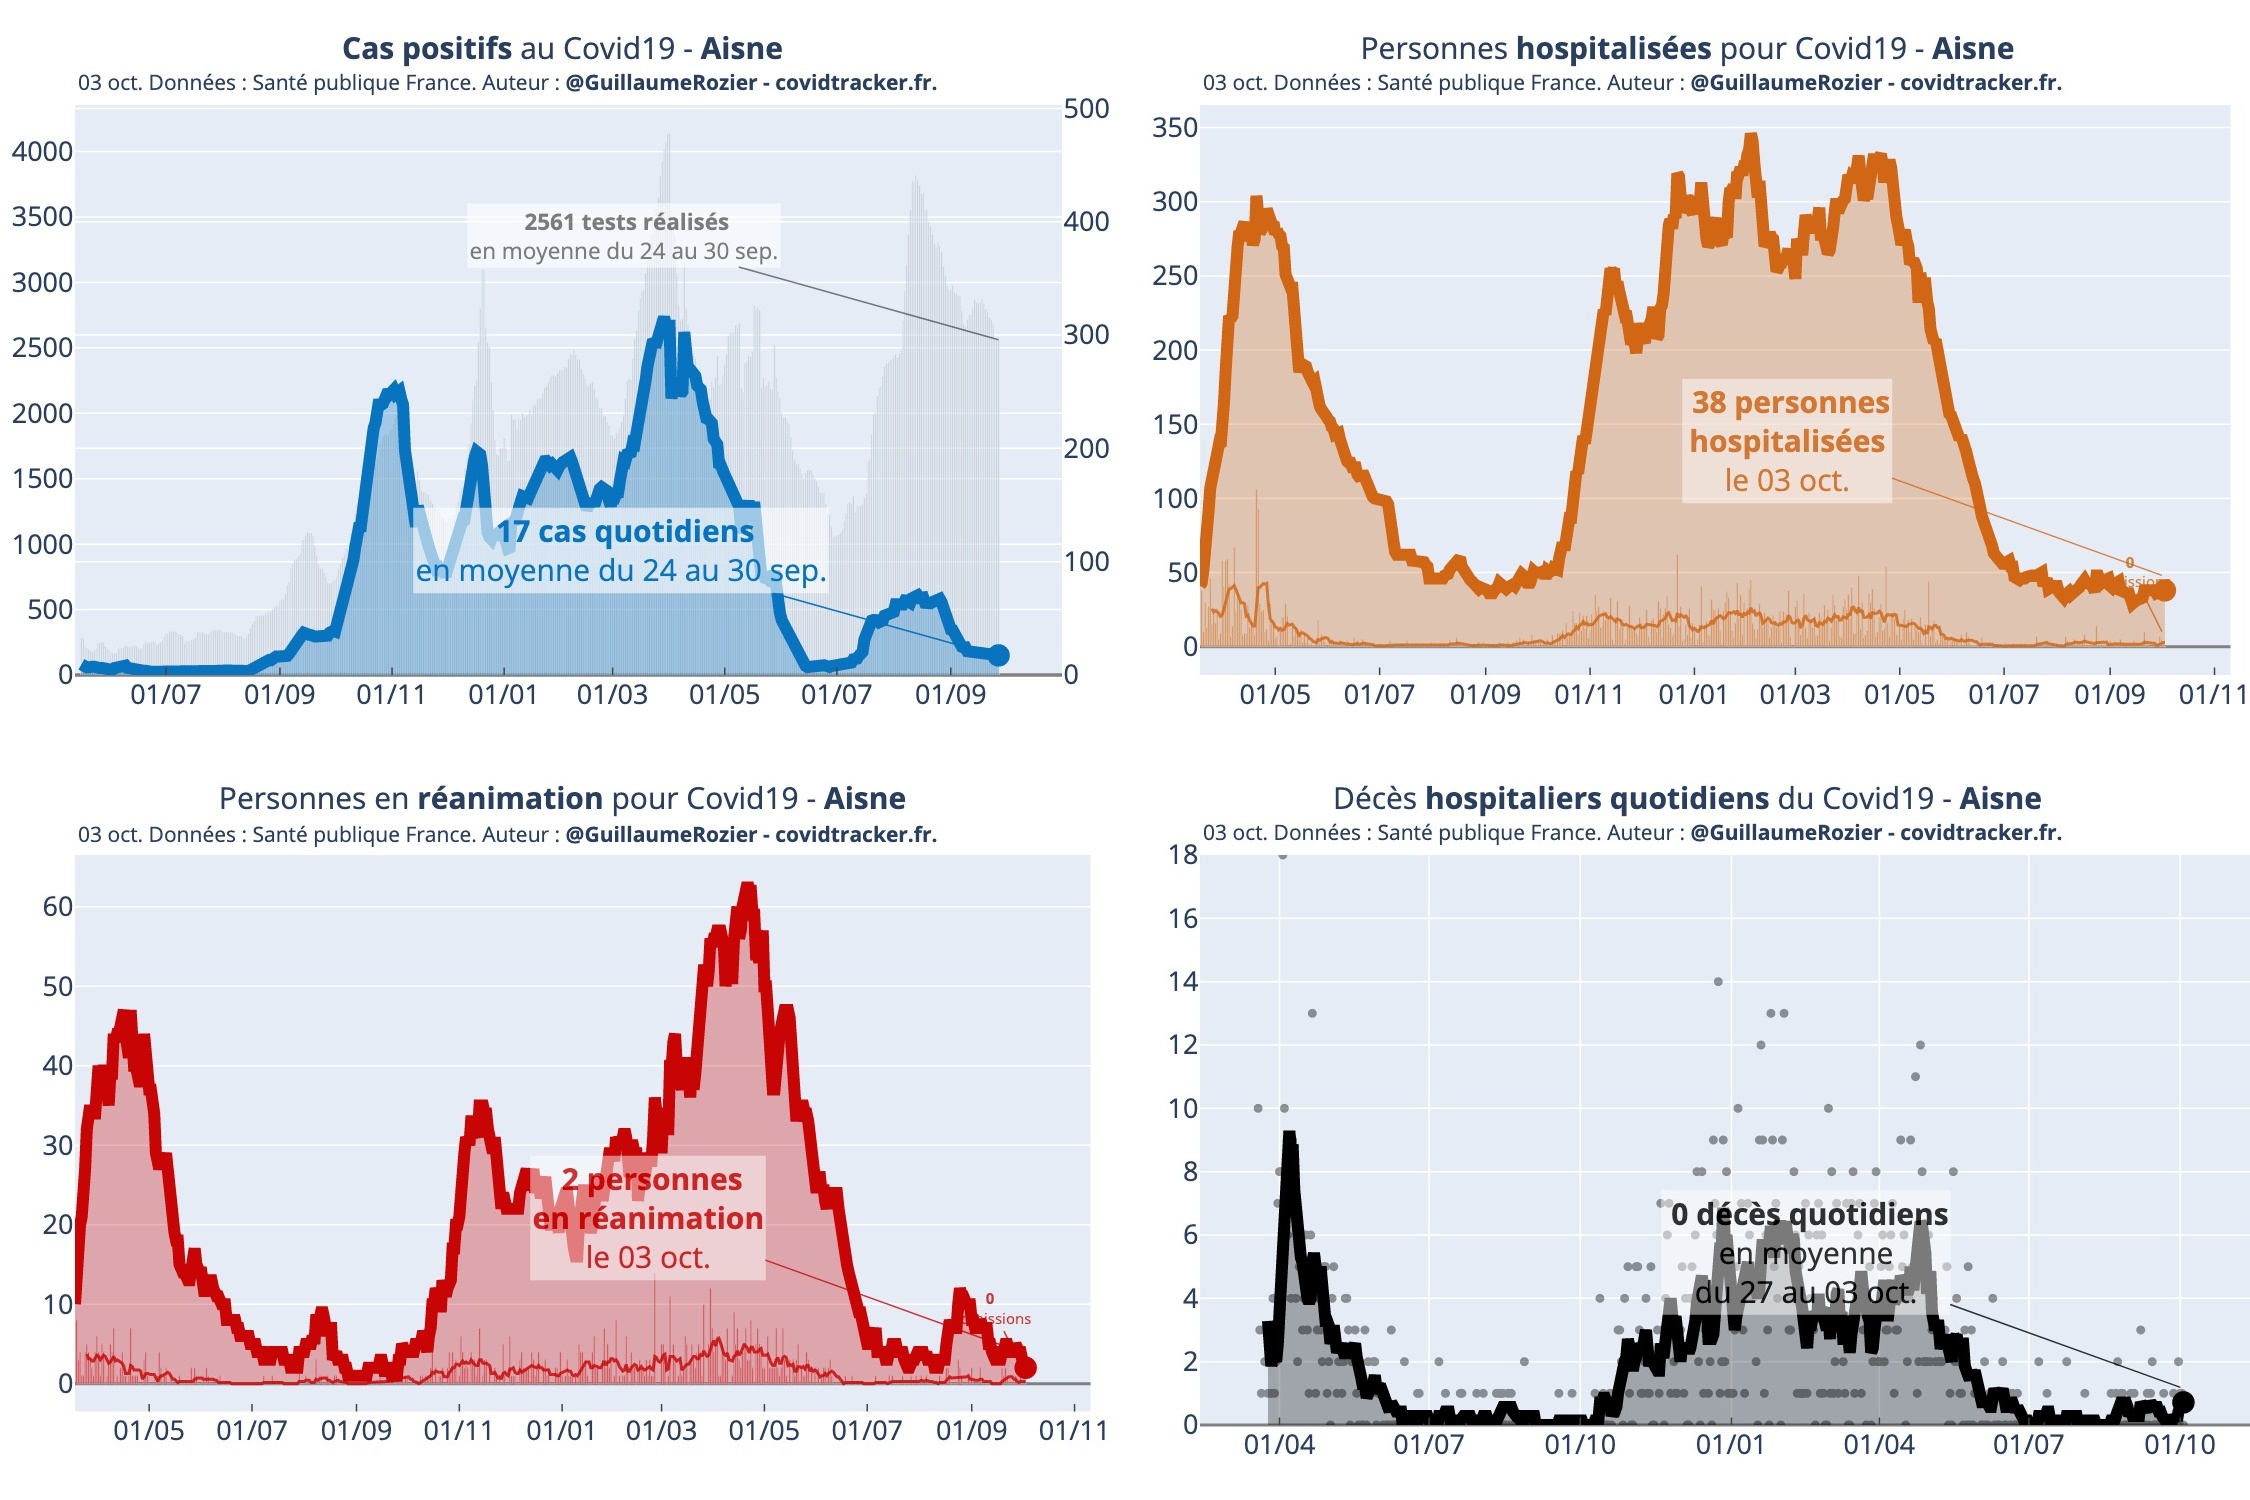 Cas positifs au Covid19 - Aisne
03 oct. Données : Santé publique France. Auteur : @GuillaumeRozier - covidtracker.fr.
500
4000
3500
400
3000
300
2500
2000
200
1500
1000
100
500
0
0
2561 tests réalisés
en moyenne du 24 au 30 sep.
17 cas quotidiens
en moyenne du 24 au 30 sep.
01/07 01/09 01/11 01/01 01/03 01/05 01/07 01/09
Personnes hospitalisées pour Covid19 - Aisne
03 oct. Données : Santé publique France. Auteur : @GuillaumeRozier - covidtracker.fr.
350
300
250
200
150
100
50
0
38 personnes
hospitalisées
le 03 oct.
0
01/05 01/07 01/09 01/11 01/01 01/03 01/05 01/07 01/09 01/11
Personnes en réanimation pour Covid19 - Aisne
03 oct. Données : Santé publique France. Auteur : @GuillaumeRozier - covidtracker.fr.
60
50
40
30
20
10
0
2 personnes
en réanimation
le 03 oct.
0
01/05 01/07 01/09 01/11 01/01 01/03 01/05 01/07 01/09 01/11
Décès hospitaliers quotidiens du Covid19 - Aisne
03 oct. Données : Santé publique France. Auteur : @GuillaumeRozier - covidtracker.fr.
18
16
14
12
10
8
6
4
2
0
0 décès quotidiens
en moyenne
du 27 au 03 oct.
01/04 01/07 01/10 01/01 01/04 01/07 01/10